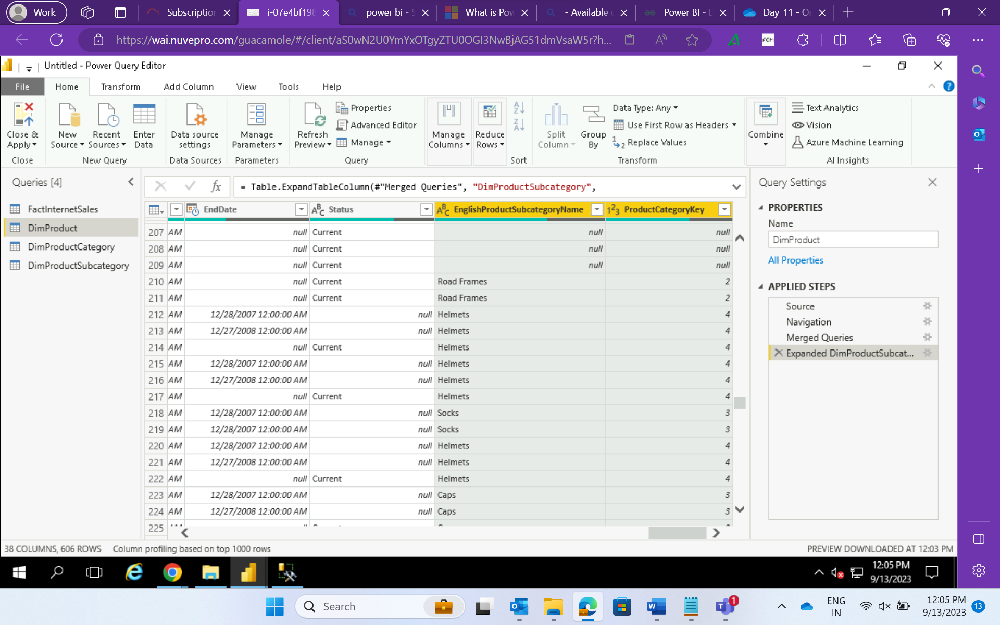 Work
Subscription
i-07e4bf198
power bi - S
What is Pow
- Available
Power BI - D
Day_11 - On
https://wai.nuvepro.com/guacamole/#/client/aS0wN2U0YmYxOTgyZTU0OGI3NwBjAG51dmVsaW5r?h...
FCM
Untitled - Power Query Editor
File Home Transform Add Column View Tools Help
Close & Apply
New Source
Recent Sources
Enter Data
Data source settings
Manage Parameters
Refresh Preview
Properties
Advanced Editor
Manage
Manage Columns
Reduce Rows
Split Column
Group By
Data Type: Any
Use First Row as Headers
Replace Values
Combine
Text Analytics
Vision
Azure Machine Learning
Close
New Query
Data Sources
Parameters
Query
Sort
Transform
AI Insights
Queries [4]
FactInternetSales
DimProduct
DimProductCategory
DimProductSubcategory
fx
= Table.ExpandTableColumn(#"Merged Queries", "DimProductSubcategory",
EndDate ABC Status ABC EnglishProductSubcategoryName 123 ProductCategoryKey
207 AM null Current null null
208 AM null Current null null
209 AM null Current null null
210 AM null Current Road Frames 2
211 AM null Current Road Frames 2
212 AM 12/28/2007 12:00:00 AM null Helmets 4
213 AM 12/27/2008 12:00:00 AM null Helmets 4
214 AM null Current Helmets 4
215 AM 12/28/2007 12:00:00 AM null Helmets 4
216 AM 12/27/2008 12:00:00 AM null Helmets 4
217 AM null Current Helmets 4
218 AM 12/28/2007 12:00:00 AM null Socks 3
219 AM 12/28/2007 12:00:00 AM null Socks 3
220 AM 12/28/2007 12:00:00 AM null Helmets 4
221 AM 12/27/2008 12:00:00 AM null Helmets 4
222 AM null Current Helmets 4
223 AM 12/28/2007 12:00:00 AM null Caps 3
224 AM 12/27/2008 12:00:00 AM null Caps 3
225
Query Settings
PROPERTIES
Name
DimProduct
All Properties
APPLIED STEPS
Source
Navigation
Merged Queries
Expanded DimProductSubcat...
38 COLUMNS, 606 ROWS Column profiling based on top 1000 rows
PREVIEW DOWNLOADED AT 12:03 PM
12:05 PM
9/13/2023
Search
1
ENG
IN
12:05 PM
9/13/2023
13